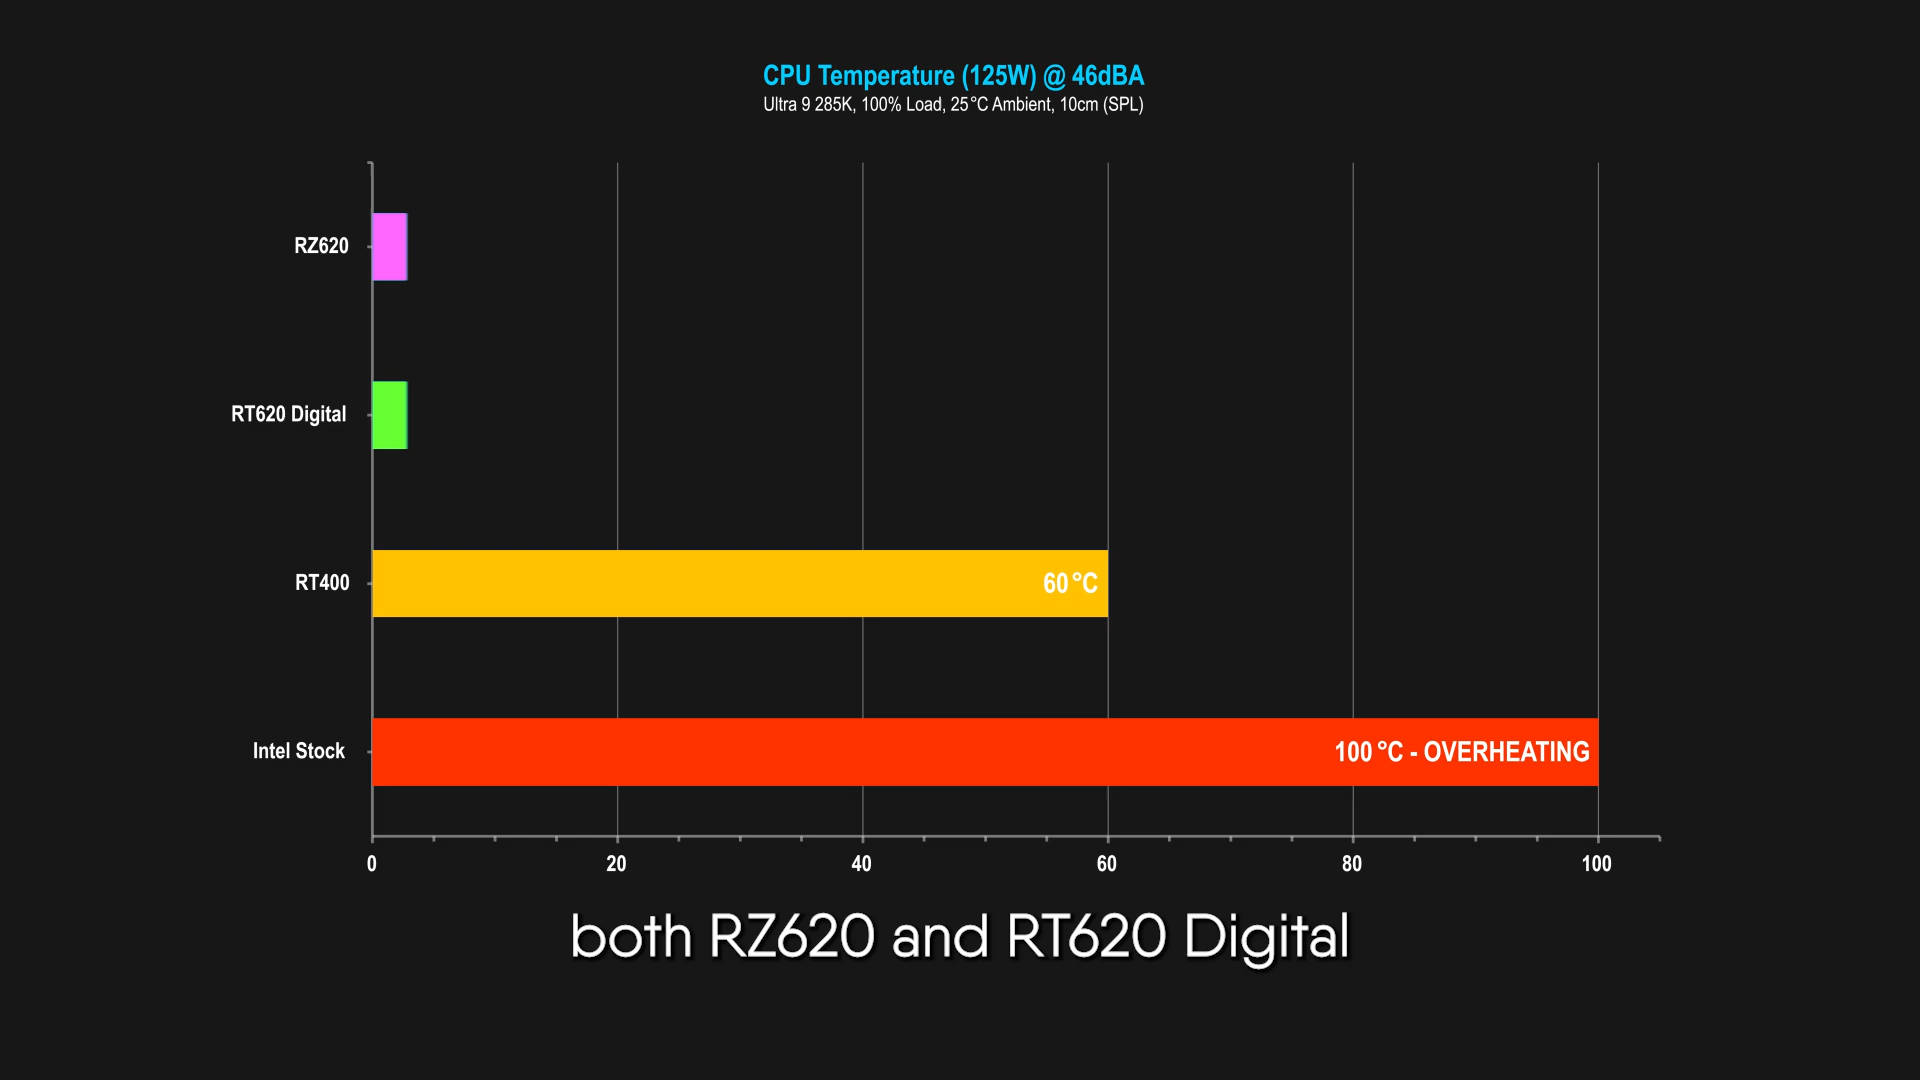 CPU Temperature (125W) @ 46dBA
Ultra 9 285K, 100% Load, 25°C Ambient, 10cm (SPL)
RZ620
RT620 Digital
RT400
60°C
Intel Stock
100°C - OVERHEATING
0 20 40 60 80 100
both RZ620 and RT620 Digital